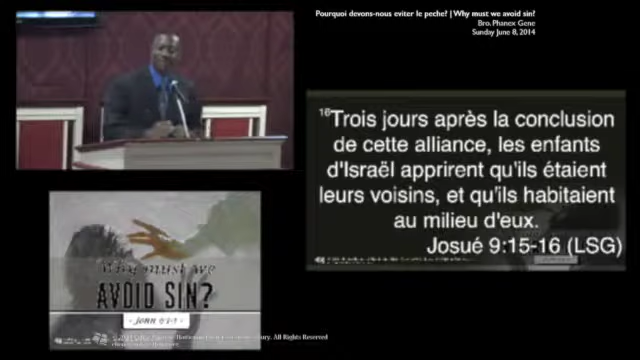 Pourquoi devons-nous eviter le peche? | Why must we avoid sin?
Bro. Phanex Gene
Sunday June 8, 2014
16Trois jours après la conclusion
de cette alliance, les enfants
d'Israël apprirent qu'ils étaient
leurs voisins, et qu'ils habitaient
au milieu d'eux.
Josué 9:15-16 (LSG)
Why must we
AVOID SIN?
All Rights Reserved